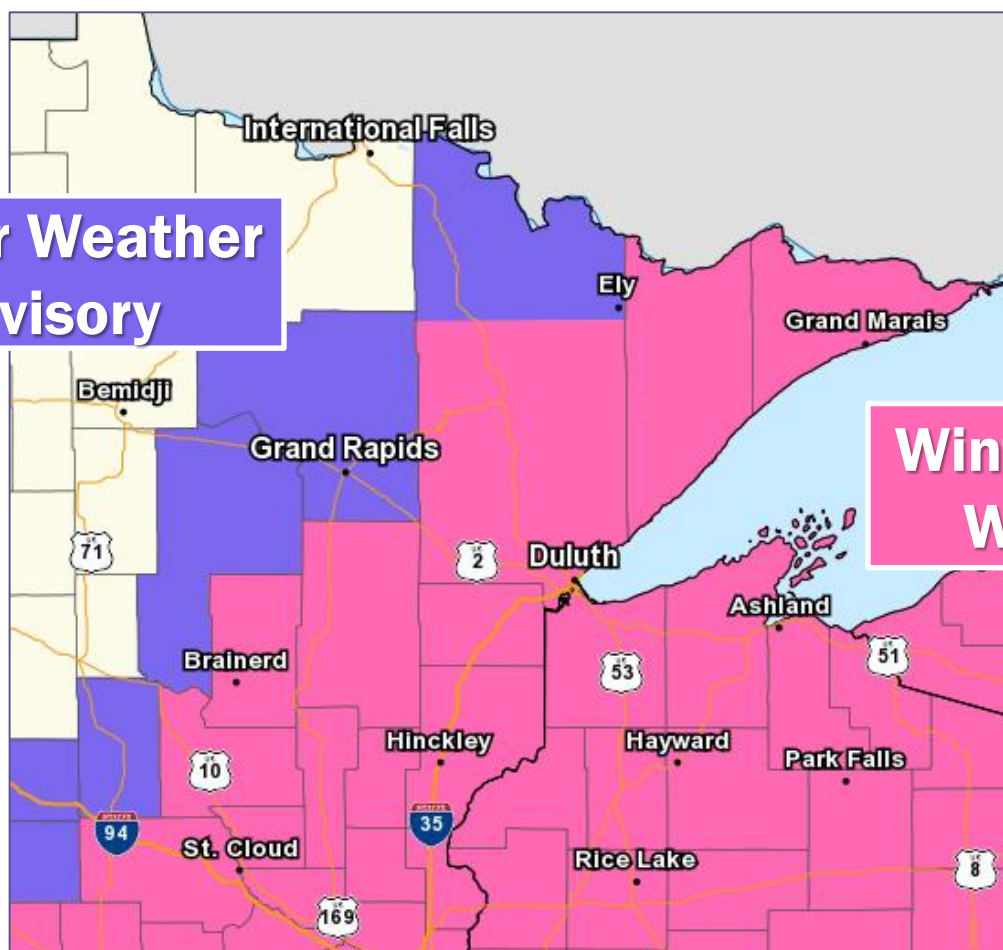 International Falls
r Weather
visory
Ely
Grand Marais
Bemidji
Grand Rapids
Win
W
71
US
2
Duluth
Ashland
Brainerd
53
51
Hinckley
Hayward
Park Falls
10
94
35
St. Cloud
Rice Lake
8
169